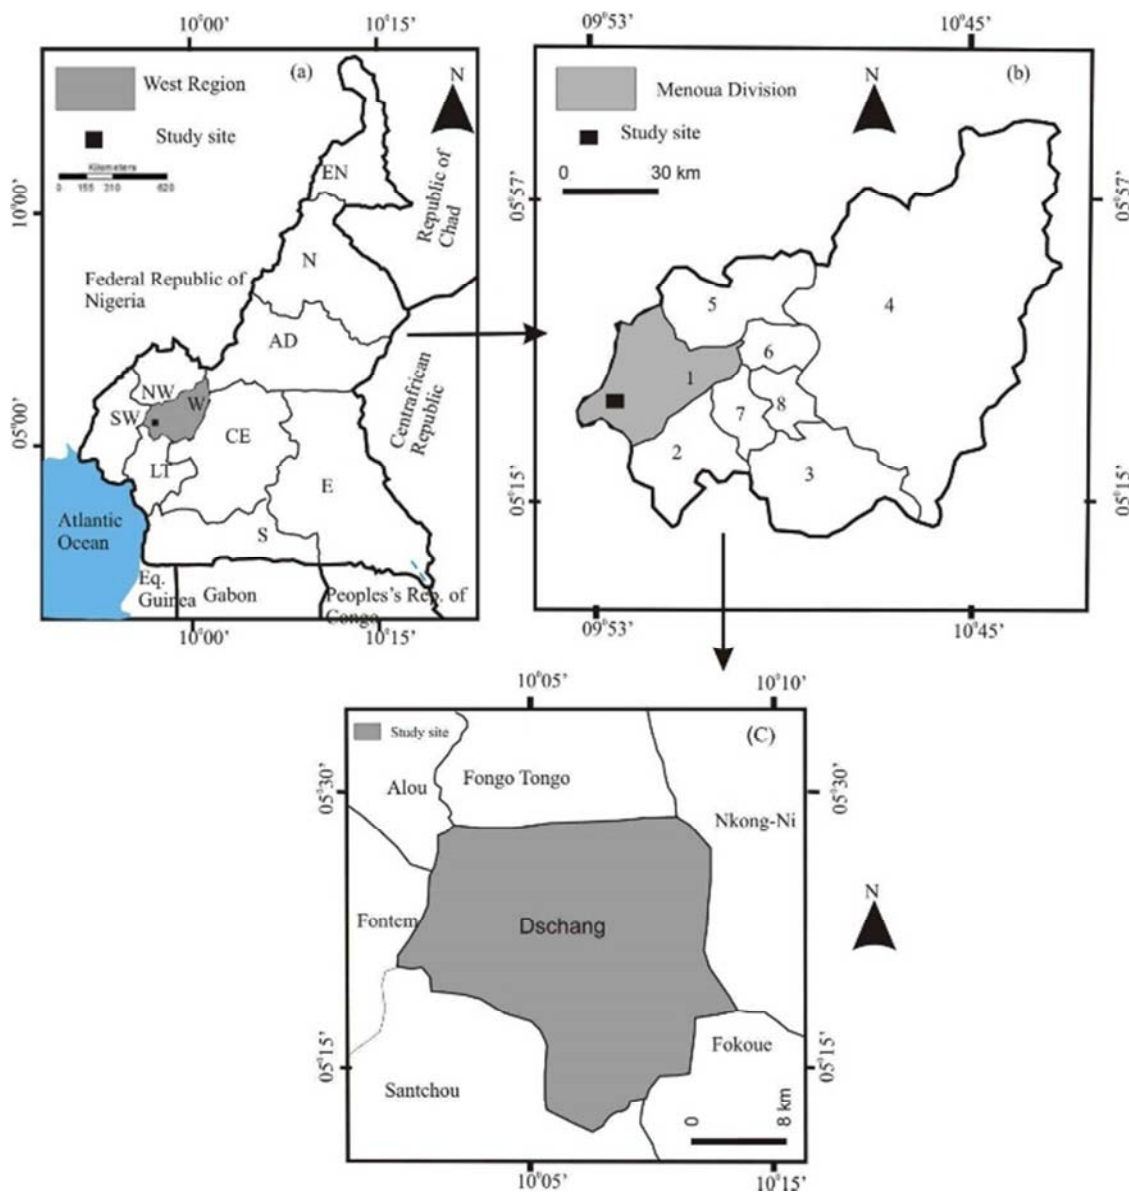 10°00’
10°15’
(a)
West Region
N
Study site
Kilometers
0 155 310 620
10°00’
EN
Republic of
Chad
N
Federal Republic of
Nigeria
AD
Centrafrican
Republic
NW
W
SW
05°00’
CE
LT
E
Atlantic
Ocean
S
Eq.
Guinea
Gabon
Peoples's Rep. of
Congo
10°00’
10°15’
09°53’
10°45’
(b)
Menoua Division
N
Study site
0 30 km
05°57’
05°57’
5
4
6
1
7
8
2
3
05°15’
05°15’
09°53’
10°45’
10°05’
10°10’
Study site
(C)
Alou
Fongo Tongo
05°30’
05°30’
Nkong-Ni
N
Fontem
Dschang
Fokoue
05°15’
05°15’
Santchou
0 8 km
10°05’
10°15’